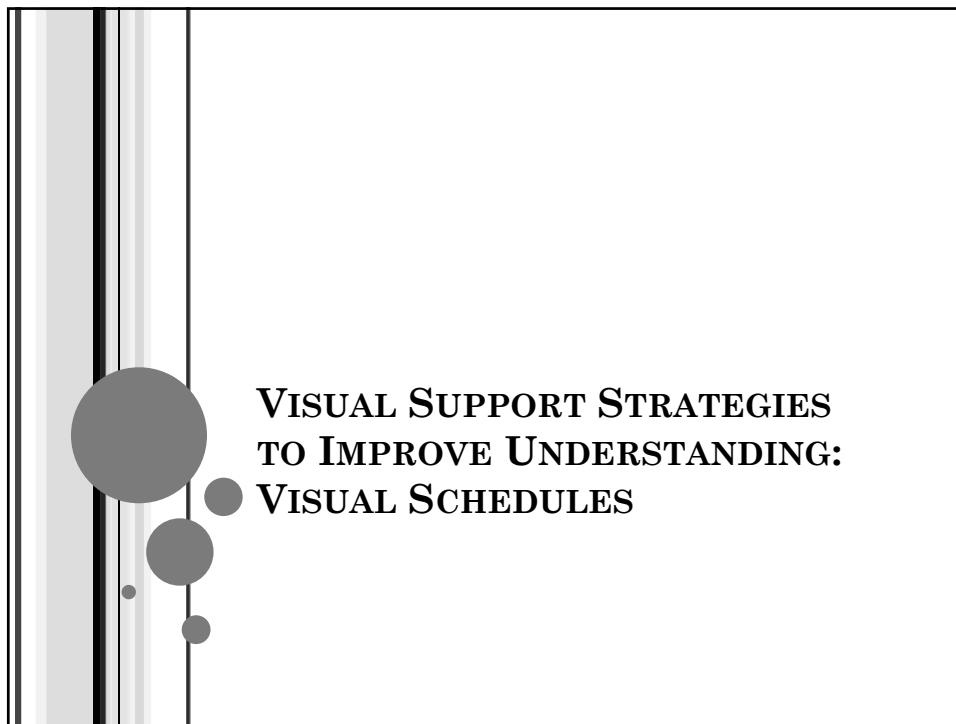 Visual Support Strategies
to Improve Understanding:
Visual Schedules